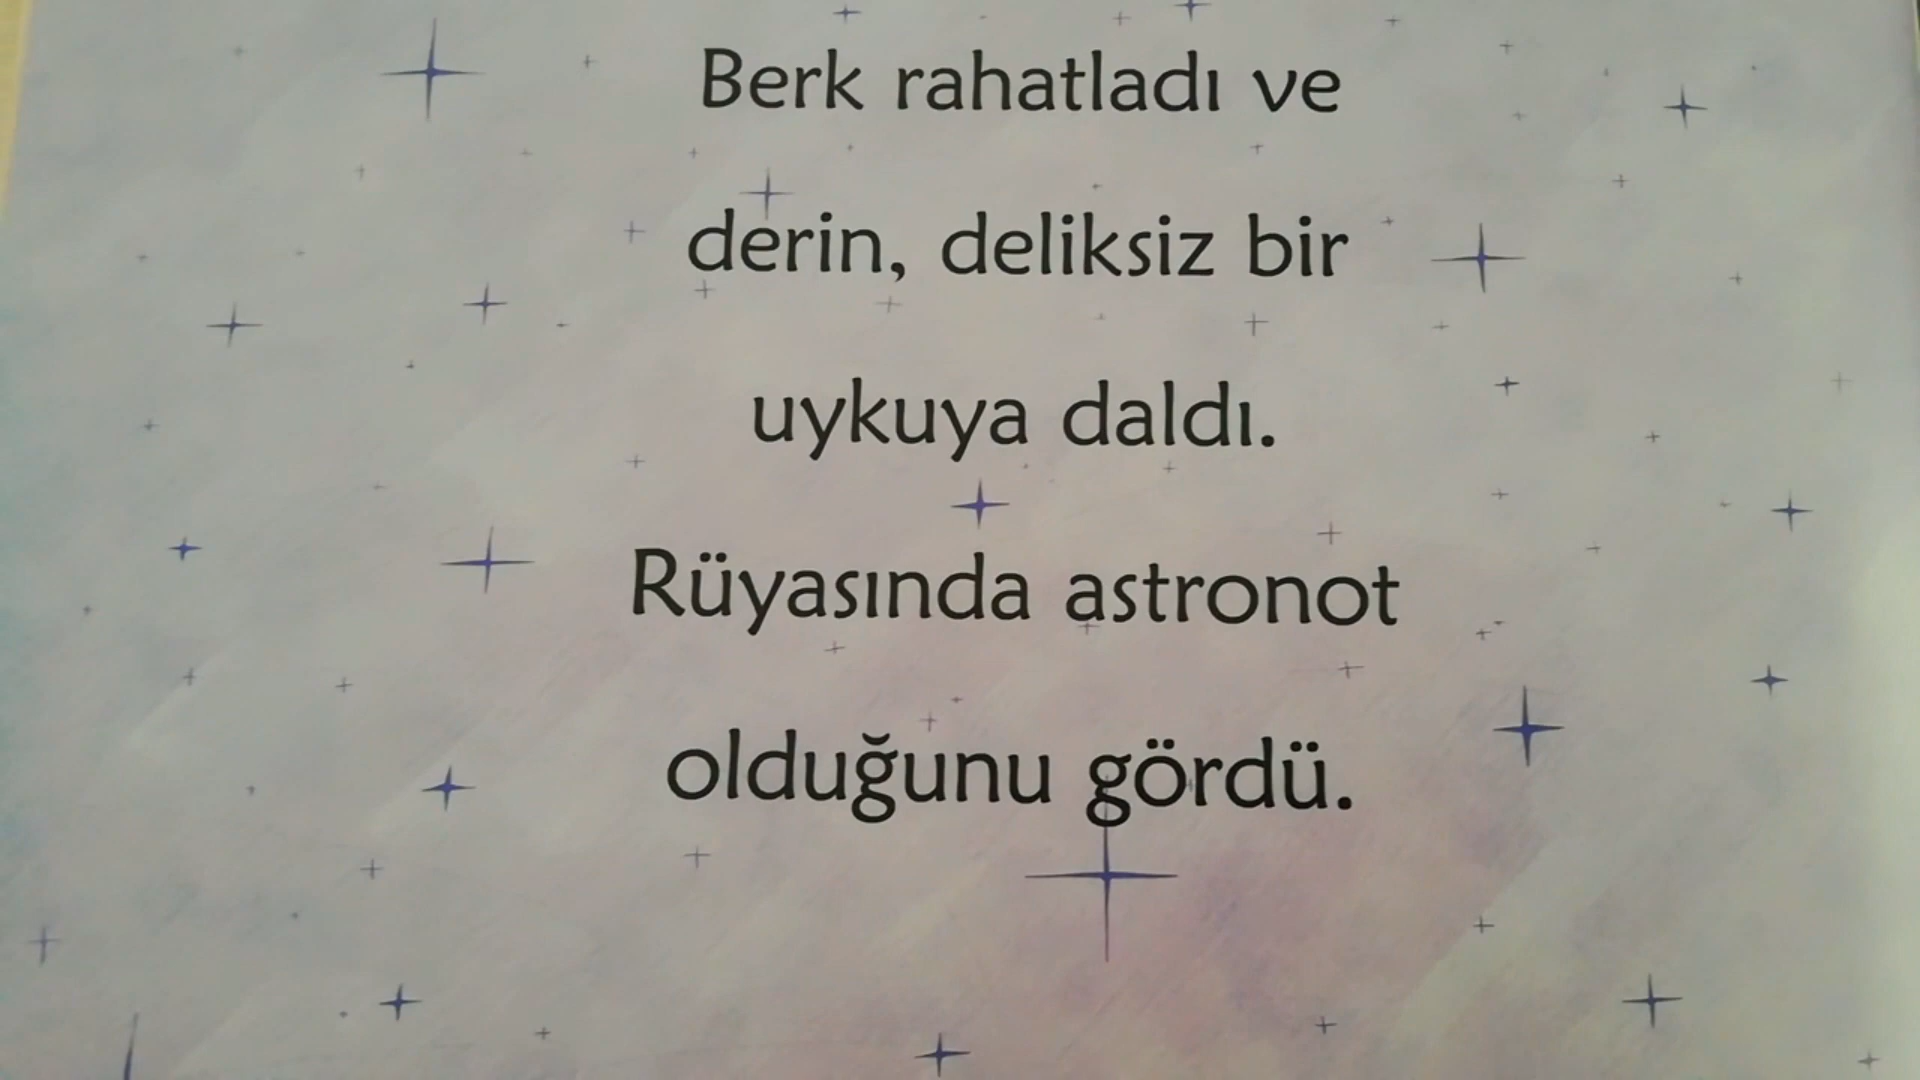 Berk rahatladı ve
derin, deliksiz bir
uykuya daldı.
Rüyasında astronot
olduğunu gördü.